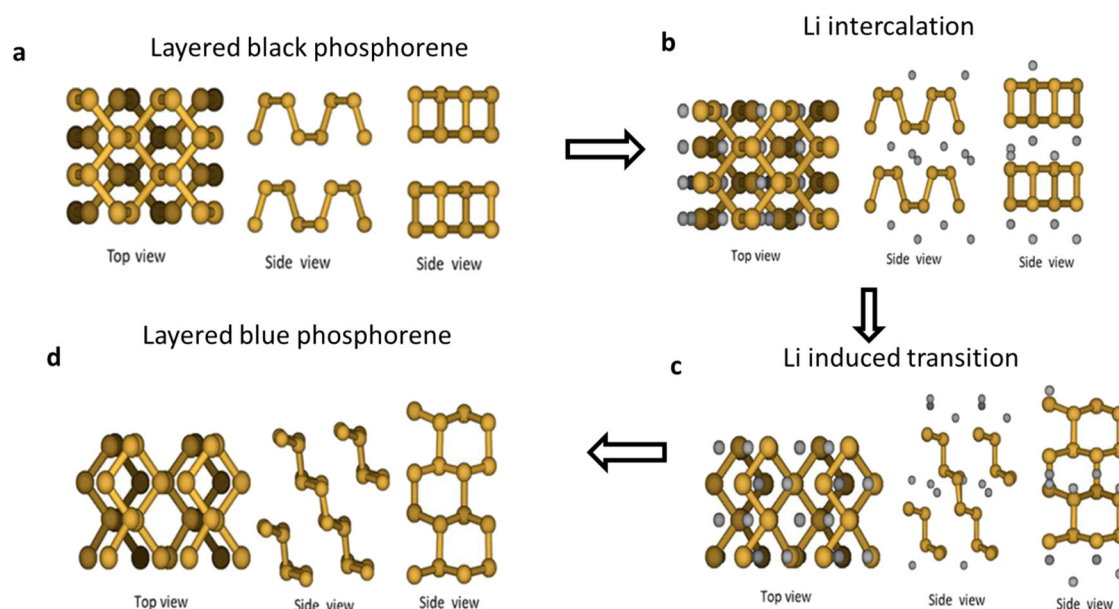 a
Layered black phosphorene
Top view
Side view
Side view
b
Li intercalation
Top view
Side view
Side view
d
Layered blue phosphorene
Top view
Side view
Side view
c
Li induced transition
Top view
Side view
Side view